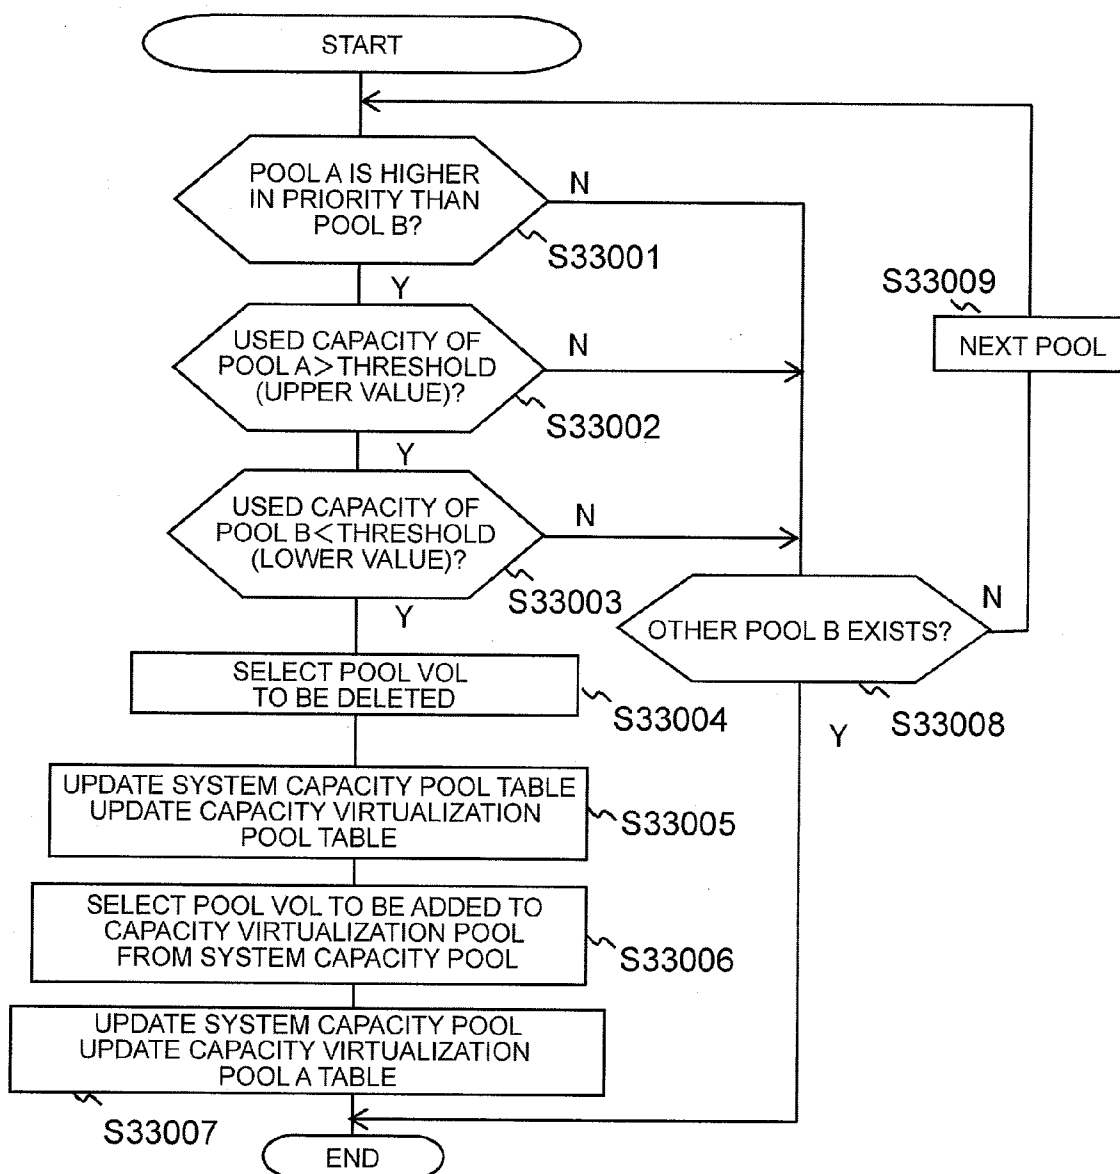 START
POOL A IS HIGHER
IN PRIORITY THAN
POOL B?
N
S33001
Y
S33009
NEXT POOL
USED CAPACITY OF
POOL A>THRESHOLD
(UPPER VALUE)?
N
S33002
Y
USED CAPACITY OF
POOL B<THRESHOLD
(LOWER VALUE)?
N
S33003
Y
OTHER POOL B EXISTS?
N
S33008
Y
SELECT POOL VOL
TO BE DELETED
S33004
UPDATE SYSTEM CAPACITY POOL TABLE
UPDATE CAPACITY VIRTUALIZATION
POOL TABLE
S33005
SELECT POOL VOL TO BE ADDED TO
CAPACITY VIRTUALIZATION POOL
FROM SYSTEM CAPACITY POOL
S33006
UPDATE SYSTEM CAPACITY POOL
UPDATE CAPACITY VIRTUALIZATION
POOL A TABLE
S33007
END